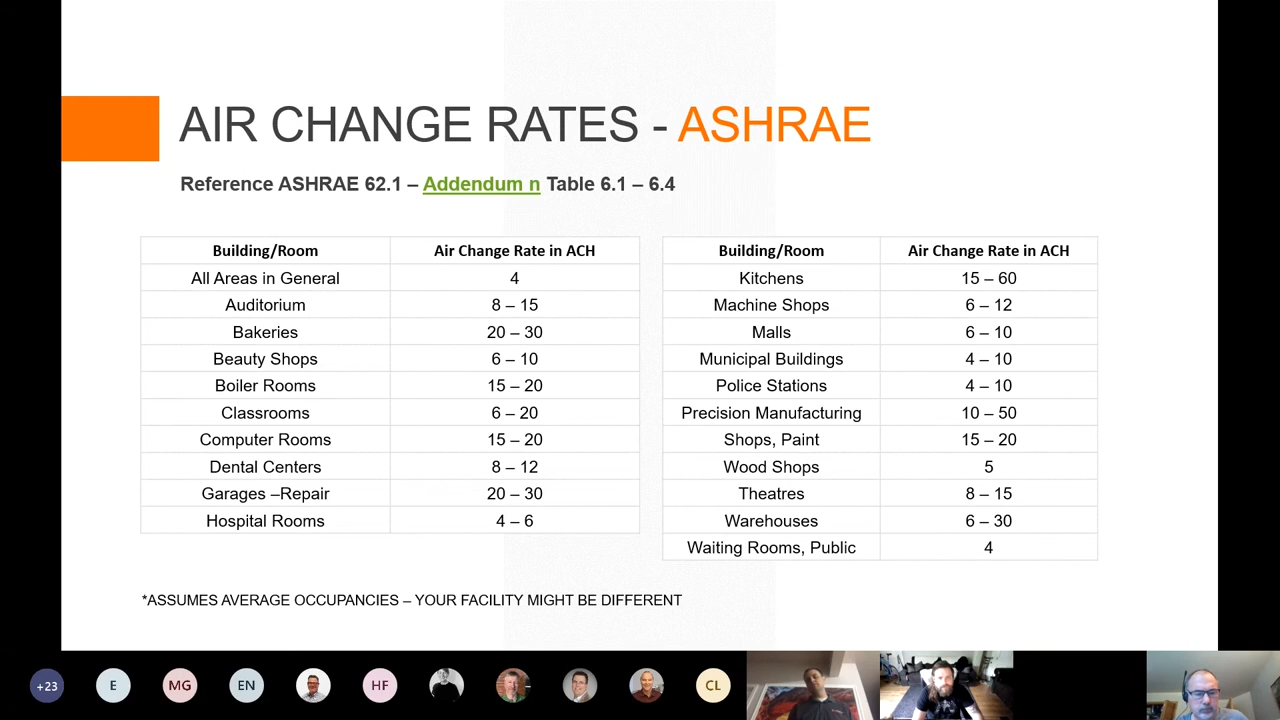 AIR CHANGE RATES - ASHRAE
Reference ASHRAE 62.1 – Addendum n Table 6.1 – 6.4
Building/Room Air Change Rate in ACH
All Areas in General 4
Auditorium 8 – 15
Bakeries 20 – 30
Beauty Shops 6 – 10
Boiler Rooms 15 – 20
Classrooms 6 – 20
Computer Rooms 15 – 20
Dental Centers 8 – 12
Garages –Repair 20 – 30
Hospital Rooms 4 – 6
Building/Room Air Change Rate in ACH
Kitchens 15 – 60
Machine Shops 6 – 12
Malls 6 – 10
Municipal Buildings 4 – 10
Police Stations 4 – 10
Precision Manufacturing 10 – 50
Shops, Paint 15 – 20
Wood Shops 5
Theatres 8 – 15
Warehouses 6 – 30
Waiting Rooms, Public 4
*ASSUMES AVERAGE OCCUPANCIES – YOUR FACILITY MIGHT BE DIFFERENT
+23 E MG EN HF CL